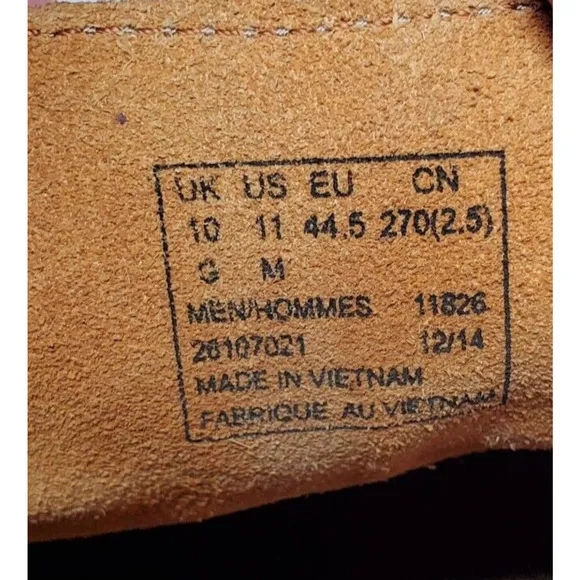 UK US EU CN
10 11 44.5 270(2.5)
G M
MEN/HOMMES 11826
26107021 12/14
MADE IN VIETNAM
FABRIQUE AU VIETNAM